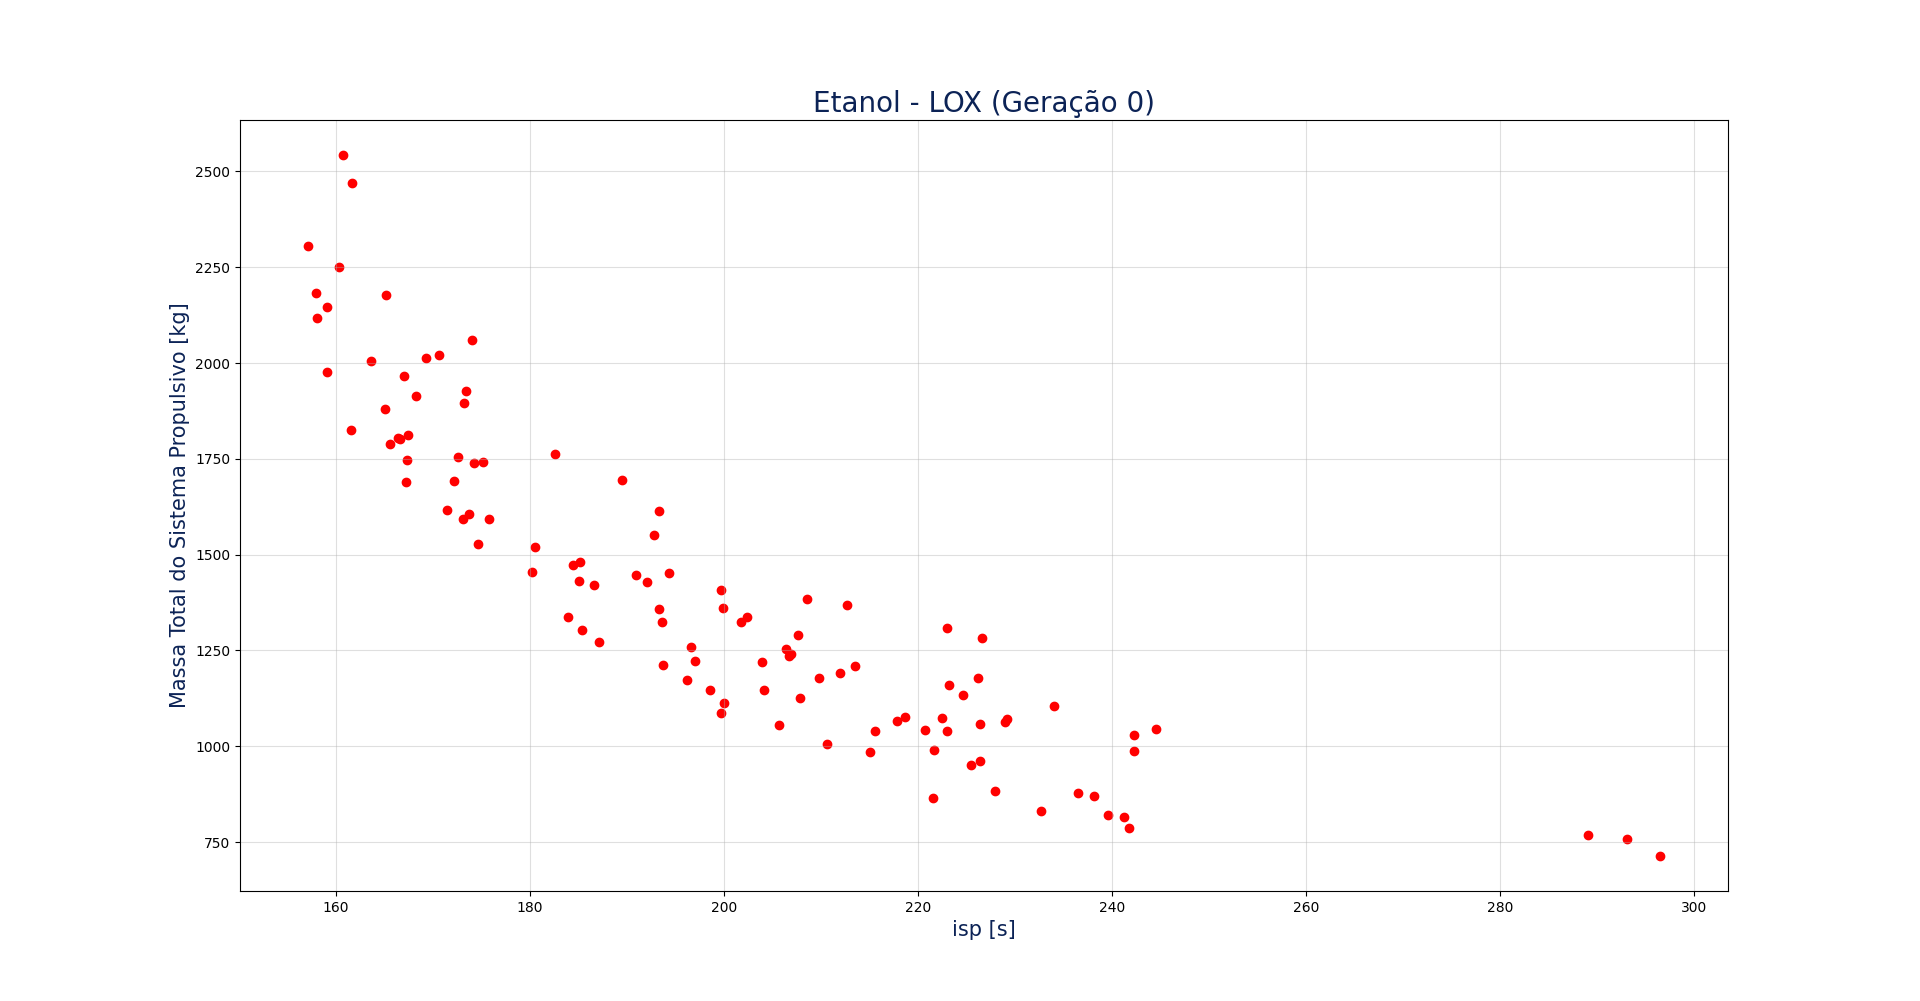 Etanol - LOX (Geração 0)
Massa Total do Sistema Propulsivo [kg]
2500
2250
2000
1750
1500
1250
1000
750
160 180 200 220 240 260 280 300
isp [s]